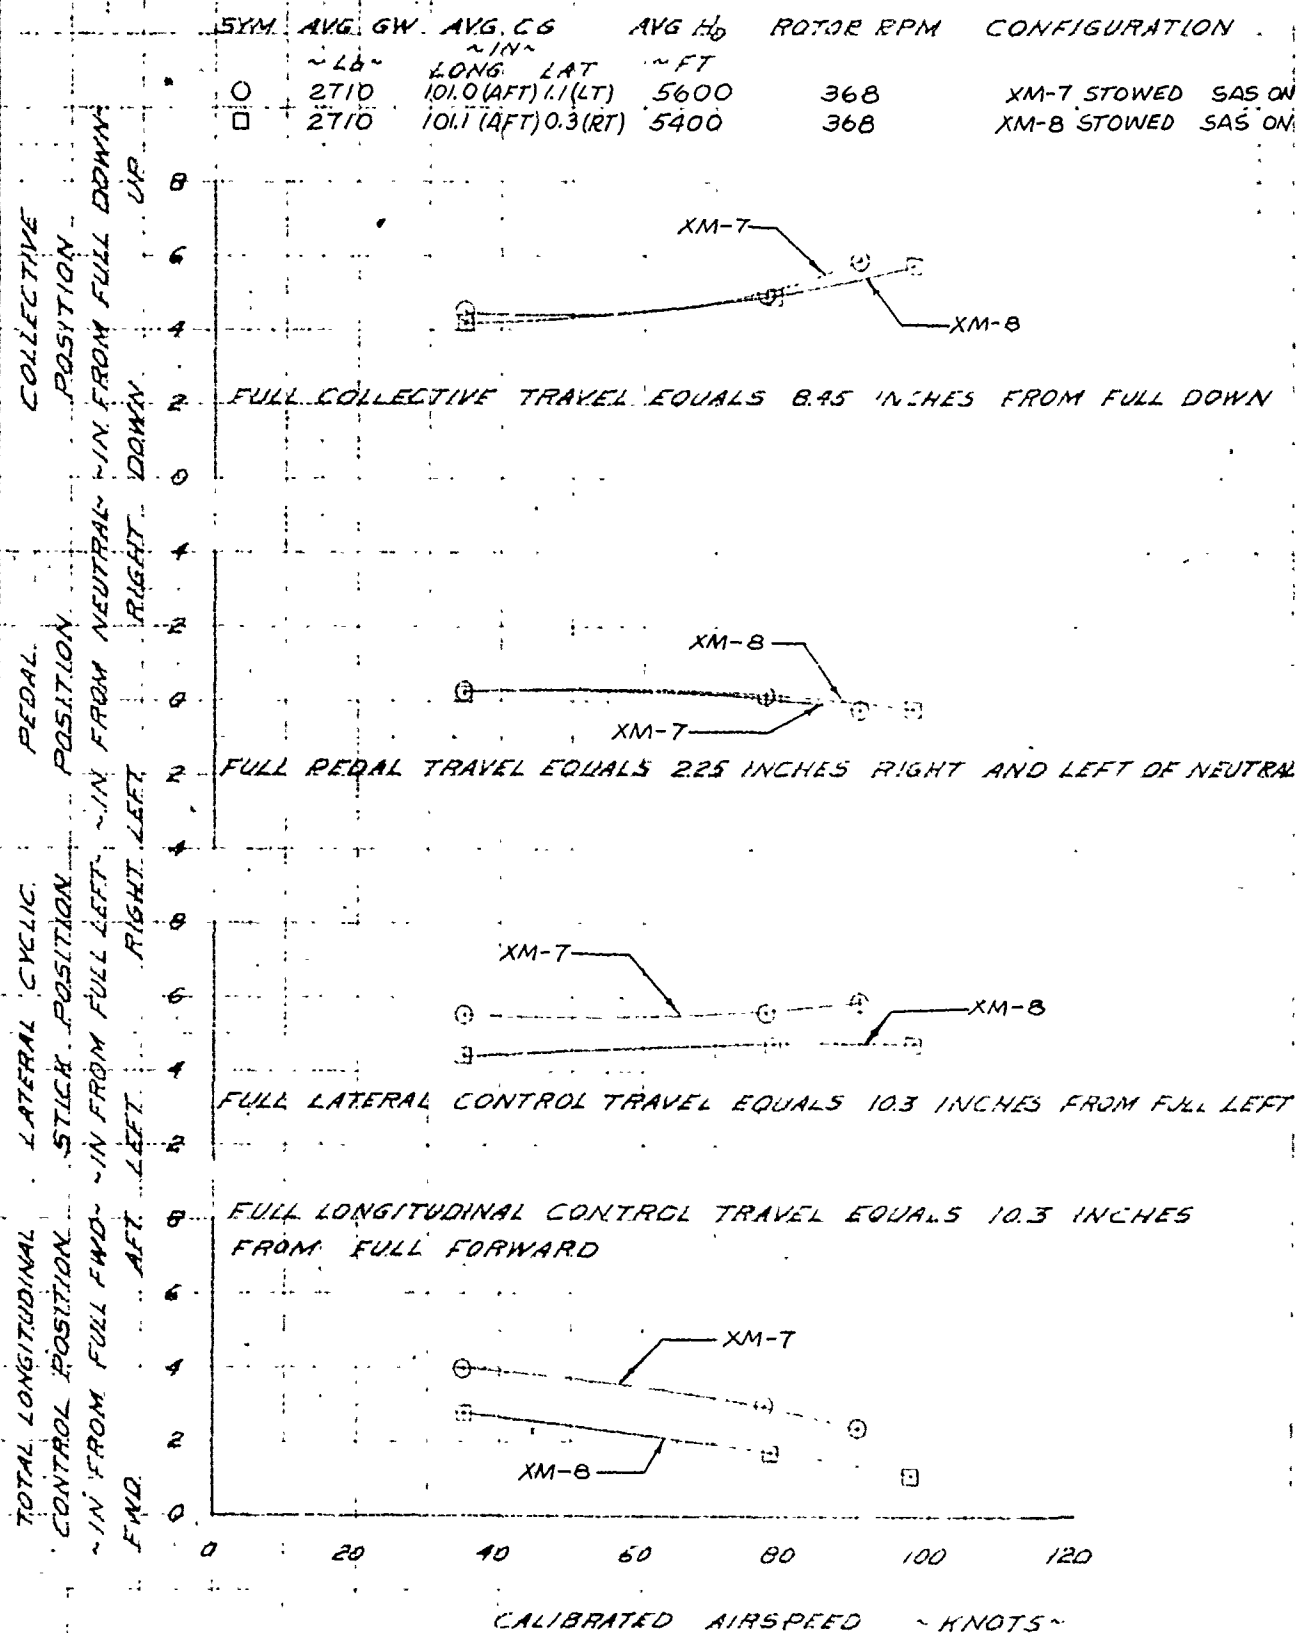 SYM AVG. GW AVG. CG AVG HD ROTOR RPM CONFIGURATION
~IN~
~Lb~ LONG LAT ~FT
2710 101.0 (AFT) 1.1 (LT) 5600 368 XM-7 STOWED SAS ON
2710 101.1 (AFT) 0.3 (RT) 5400 368 XM-8 STOWED SAS ON
COLLECTIVE
POSITION
~IN. FROM FULL DOWN~
DOWN UP
8
6
4
2
0
XM-7
XM-8
FULL COLLECTIVE TRAVEL EQUALS 8.45 INCHES FROM FULL DOWN
PEDAL
POSITION
~IN FROM NEUTRAL~
LEFT RIGHT
4
2
0
2
4
XM-8
XM-7
FULL PEDAL TRAVEL EQUALS 2.25 INCHES RIGHT AND LEFT OF NEUTRAL
LATERAL CYCLIC
STICK POSITION
~IN FROM FULL LEFT~
LEFT RIGHT
8
6
4
2
XM-7
XM-8
FULL LATERAL CONTROL TRAVEL EQUALS 10.3 INCHES FROM FULL LEFT
TOTAL LONGITUDINAL
CONTROL POSITION
~IN FROM FULL FWD~
FWD. AFT
8
6
4
2
0
FULL LONGITUDINAL CONTROL TRAVEL EQUALS 10.3 INCHES
FROM FULL FORWARD
XM-7
XM-8
0 20 40 60 80 100 120
CALIBRATED AIRSPEED ~KNOTS~